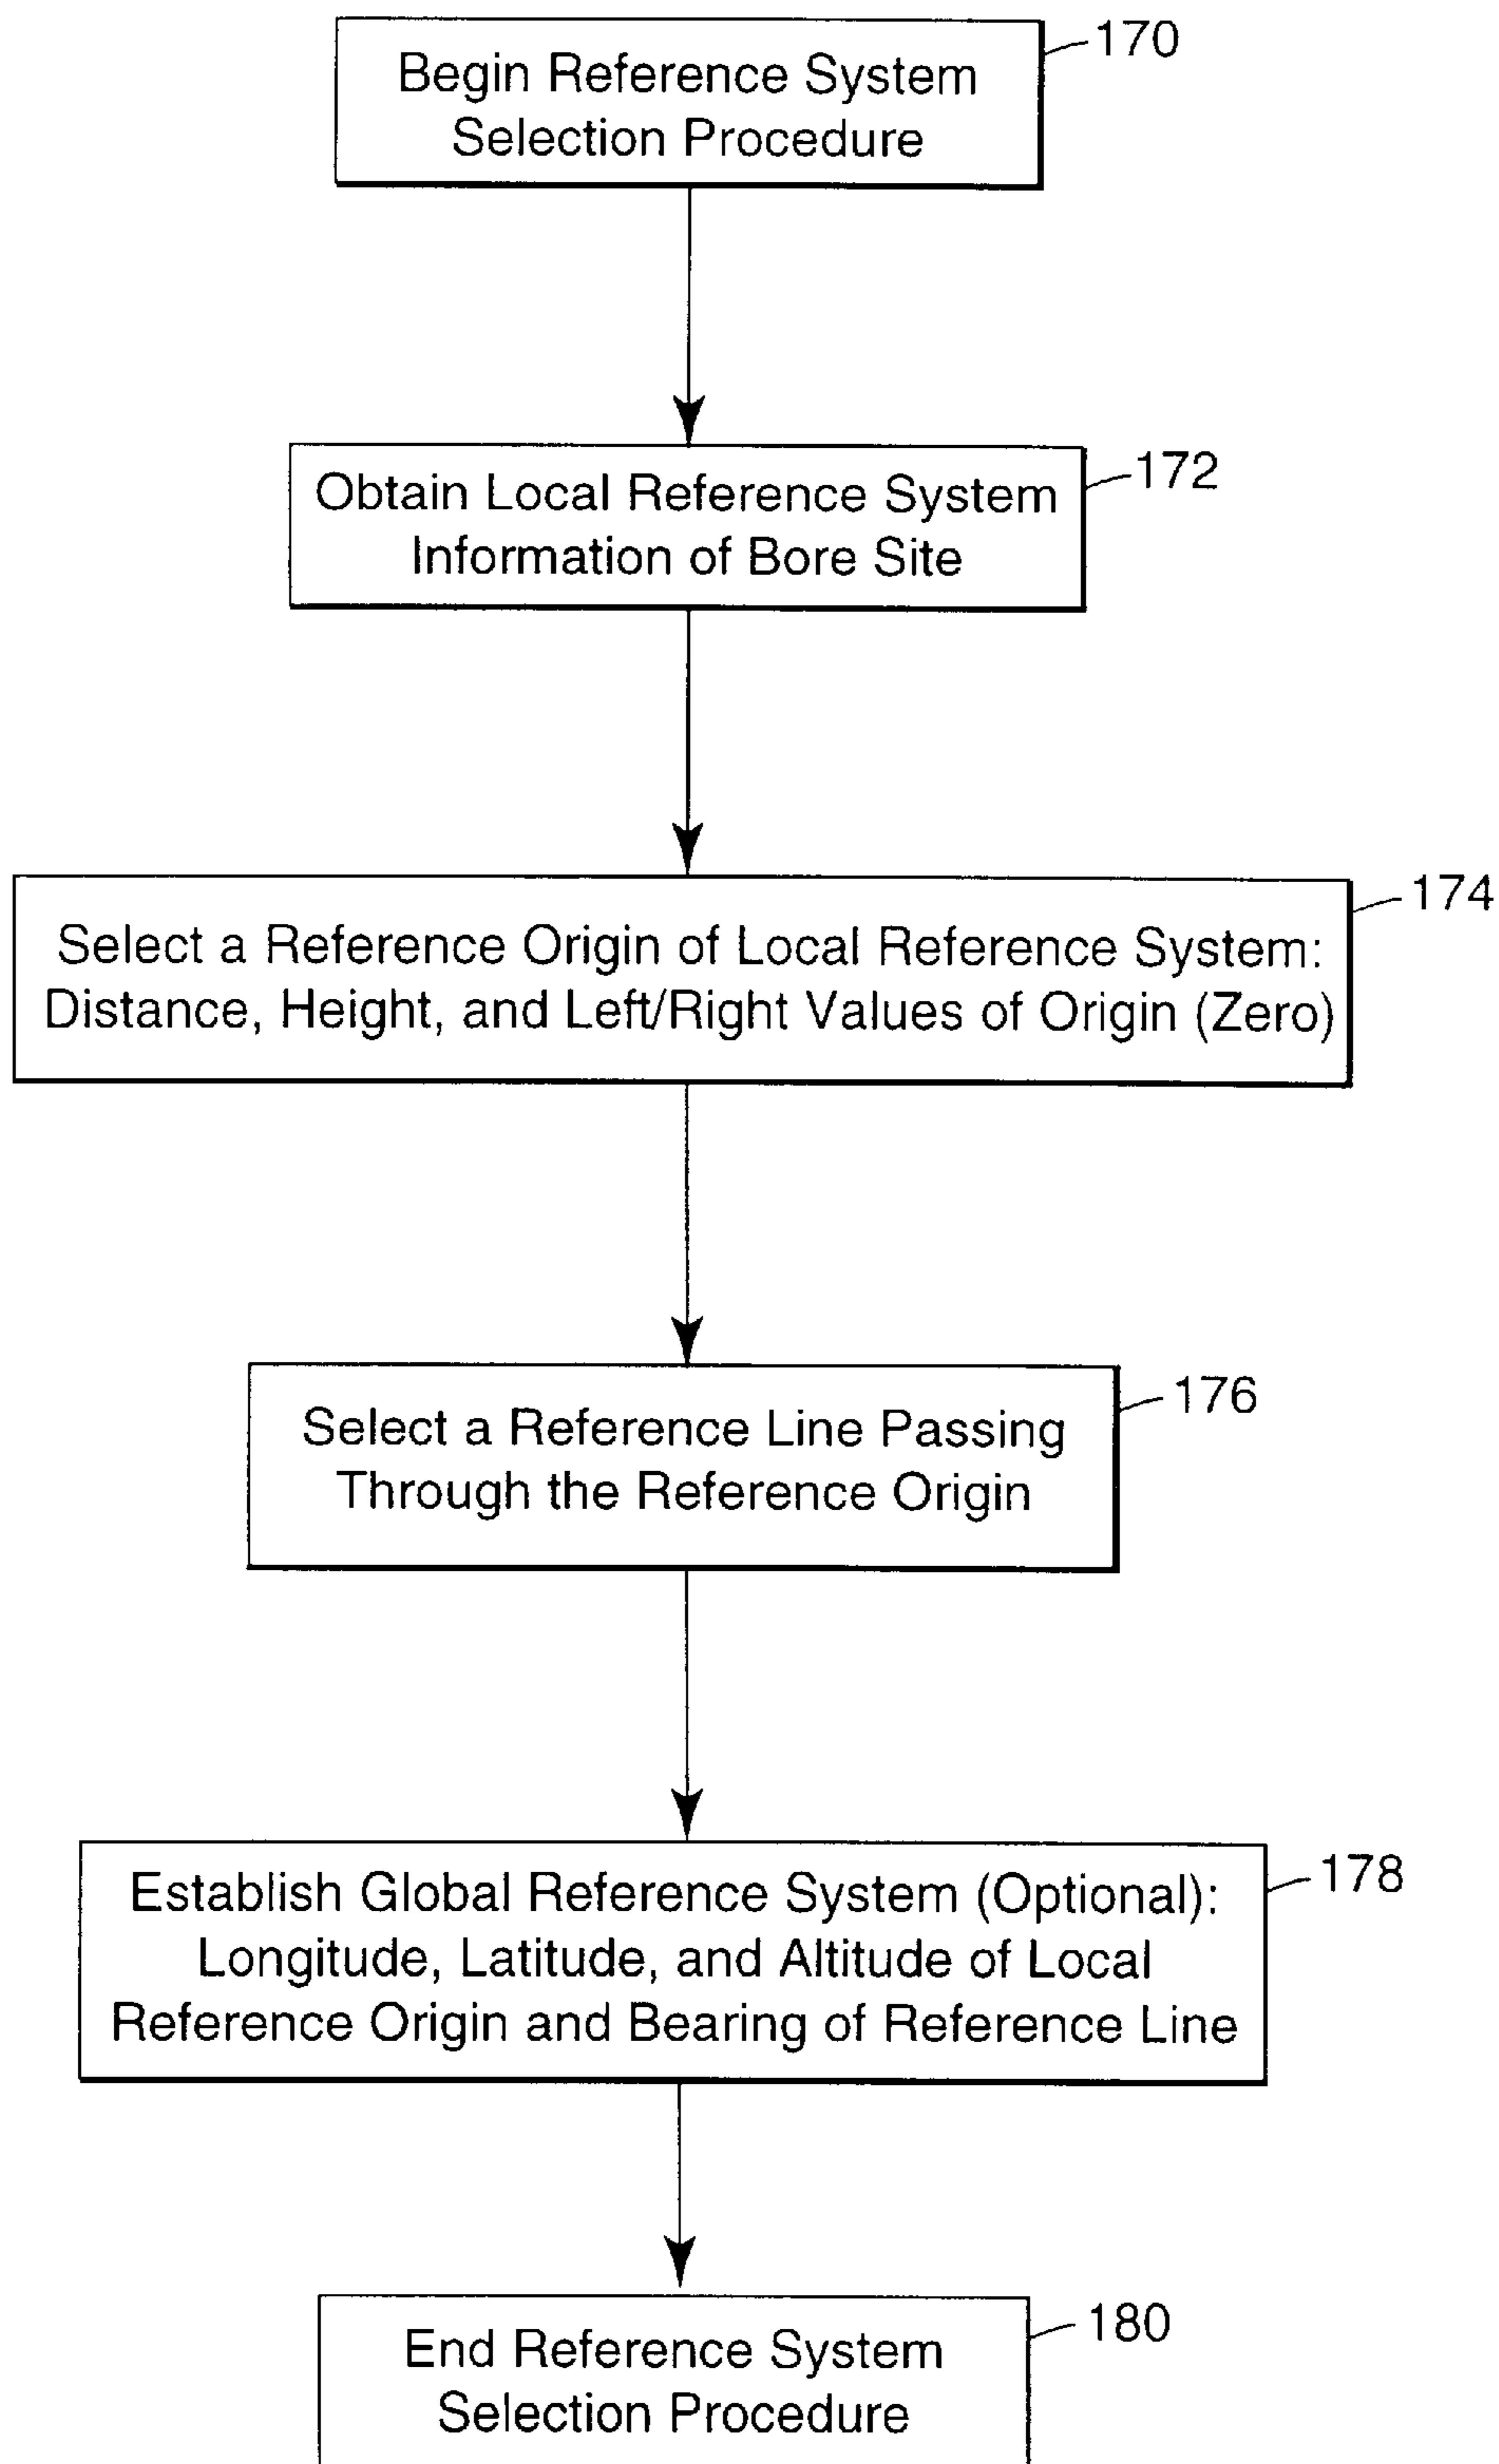 170
Begin Reference System
Selection Procedure
172
Obtain Local Reference System
Information of Bore Site
174
Select a Reference Origin of Local Reference System:
Distance, Height, and Left/Right Values of Origin (Zero)
176
Select a Reference Line Passing
Through the Reference Origin
178
Establish Global Reference System (Optional):
Longitude, Latitude, and Altitude of Local
Reference Origin and Bearing of Reference Line
180
End Reference System
Selection Procedure